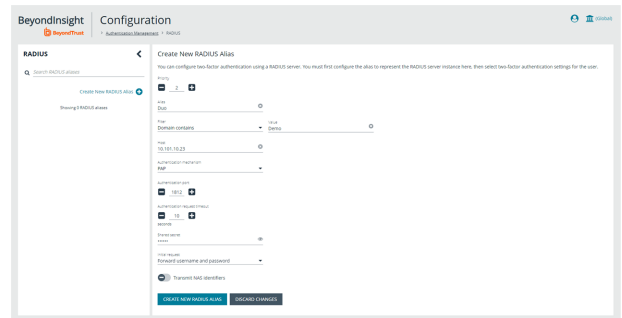 BeyondInsight
BeyondTrust
Configuration
> Authentication Management > RADIUS
(Global)
RADIUS
Search RADIUS aliases
Create New RADIUS Alias
Showing 0 RADIUS aliases
Create New RADIUS Alias
You can configure two-factor authentication using a RADIUS server. You must first configure the alias to represent the RADIUS server instance here, then select two-factor authentication settings for the user.
Priority
2
Alias
Duo
Filter
Domain contains
Value
Demo
Host
10.101.10.23
Authentication mechanism
PAP
Authentication port
1812
Authentication request timeout
10
seconds
Shared secret
•••••
Initial request
Forward username and password
Transmit NAS identifiers
CREATE NEW RADIUS ALIAS
DISCARD CHANGES